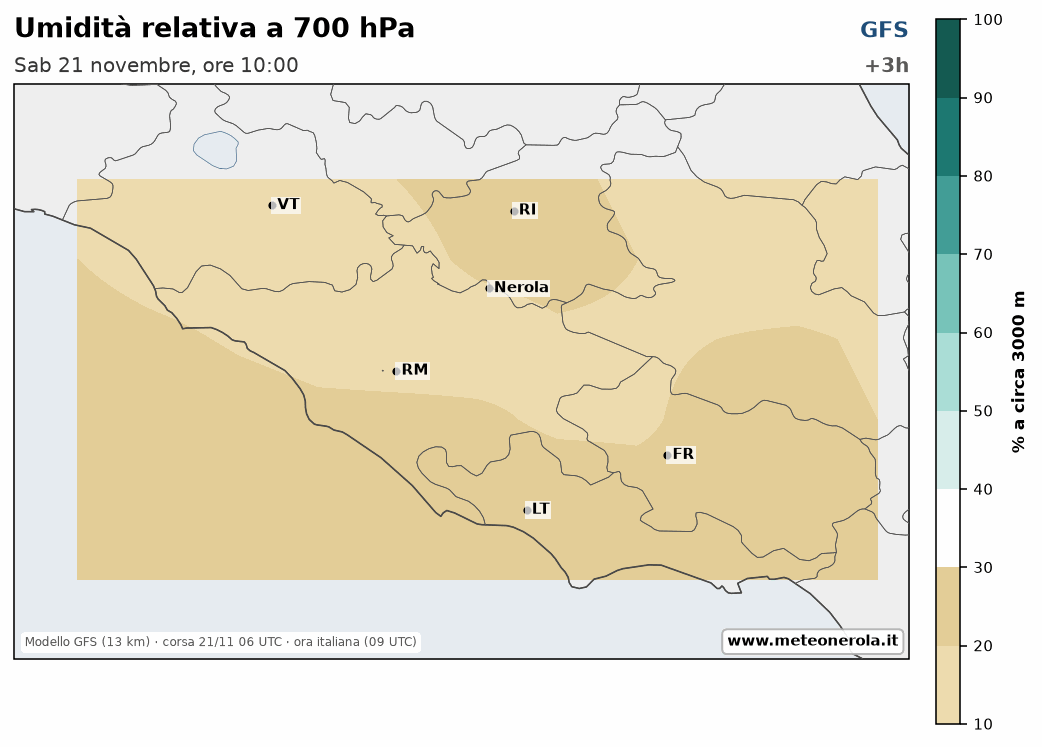 Umidità relativa a 700 hPa
GFS
Sab 21 novembre, ore 10:00
+3h
VT
RI
Nerola
RM
FR
LT
Modello GFS (13 km) · corsa 21/11 06 UTC · ora italiana (09 UTC)
www.meteonerola.it
100
90
80
70
60
50
40
30
20
10
% a circa 3000 m